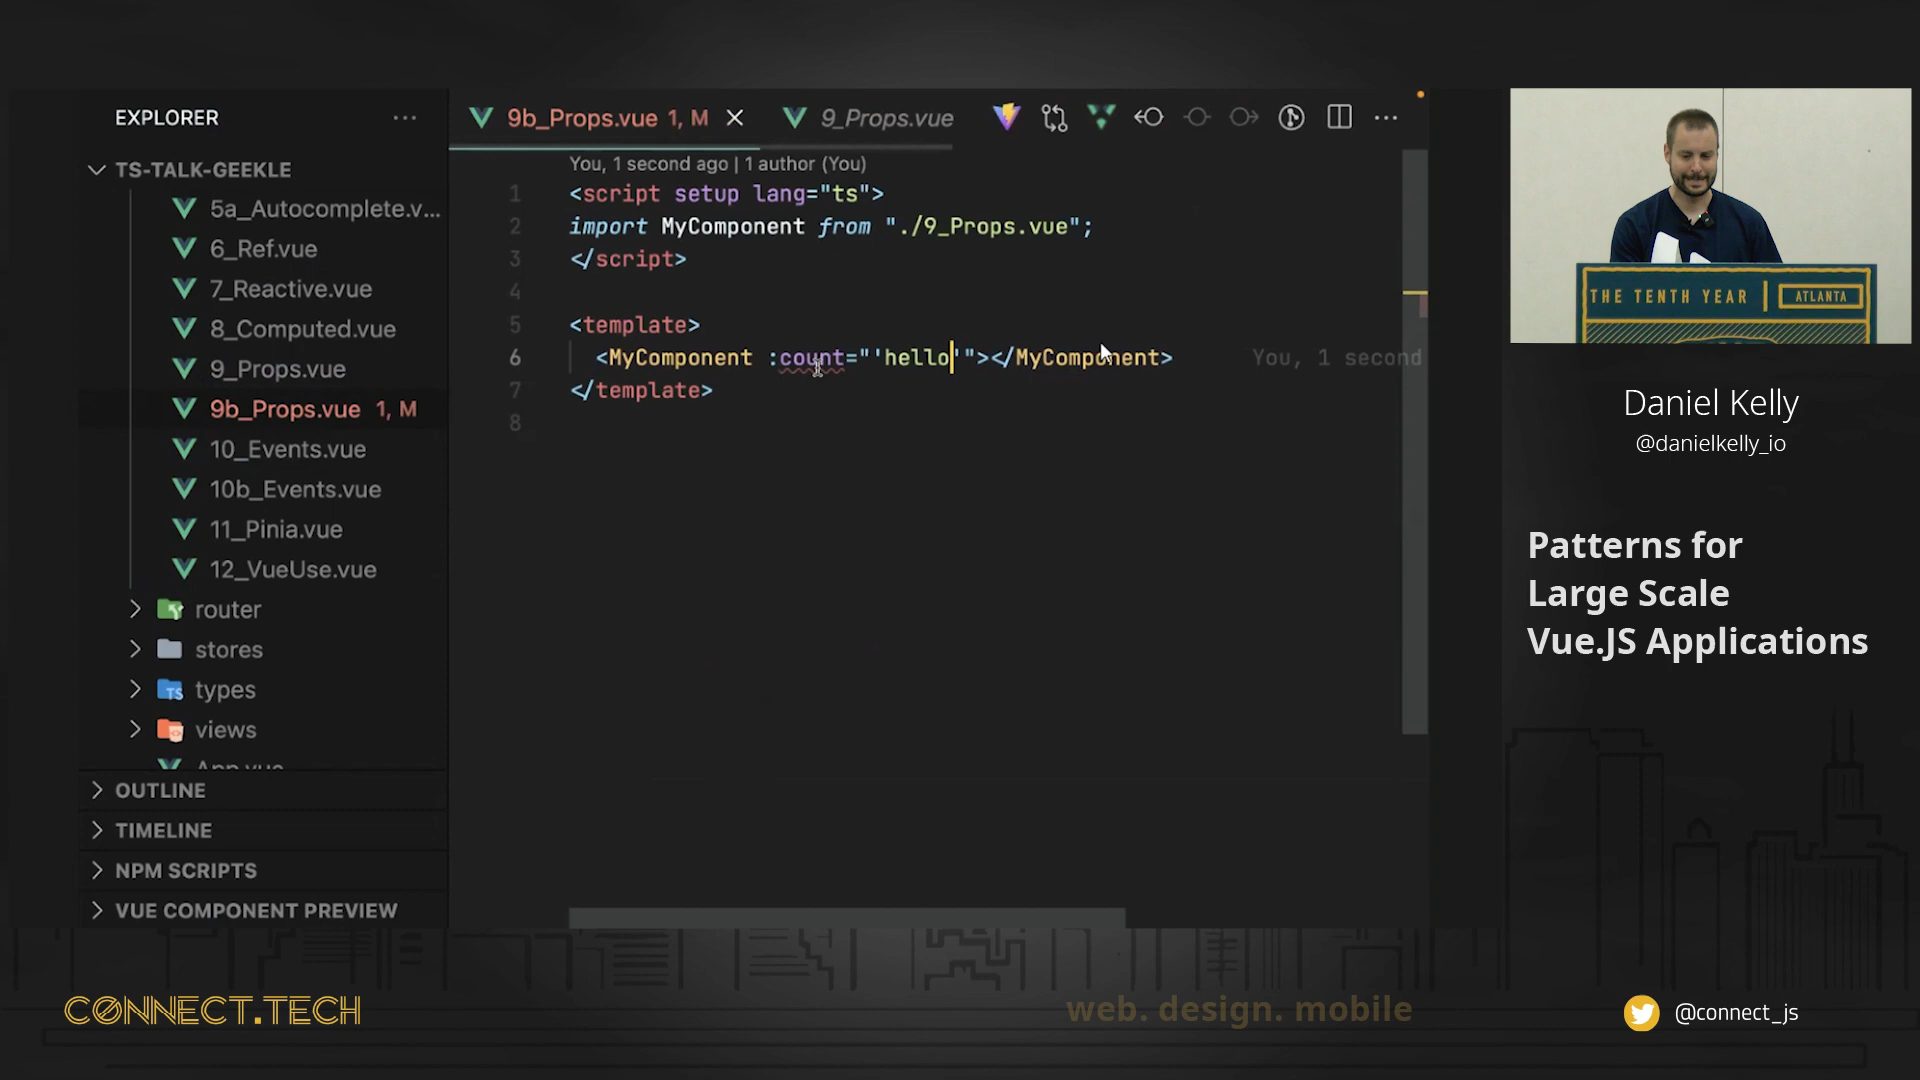 EXPLORER
TS-TALK-GEEKLE
5a_Autocomplete.v...
6_Ref.vue
7_Reactive.vue
8_Computed.vue
9_Props.vue
9b_Props.vue 1, M
10_Events.vue
10b_Events.vue
11_Pinia.vue
12_VueUse.vue
router
stores
types
views
App.vue
OUTLINE
TIMELINE
NPM SCRIPTS
VUE COMPONENT PREVIEW
9b_Props.vue 1, M
9_Props.vue
You, 1 second ago | 1 author (You)
1 <script setup lang="ts">
2 import MyComponent from "./9_Props.vue";
3 </script>
4
5 <template>
6 <MyComponent :count="'hello'"></MyComponent> You, 1 second
7 </template>
8
THE TENTH YEAR | ATLANTA
Daniel Kelly
@danielkelly_io
Patterns for
Large Scale
Vue.JS Applications
CONNECT.TECH
web. design. mobile
@connect_js